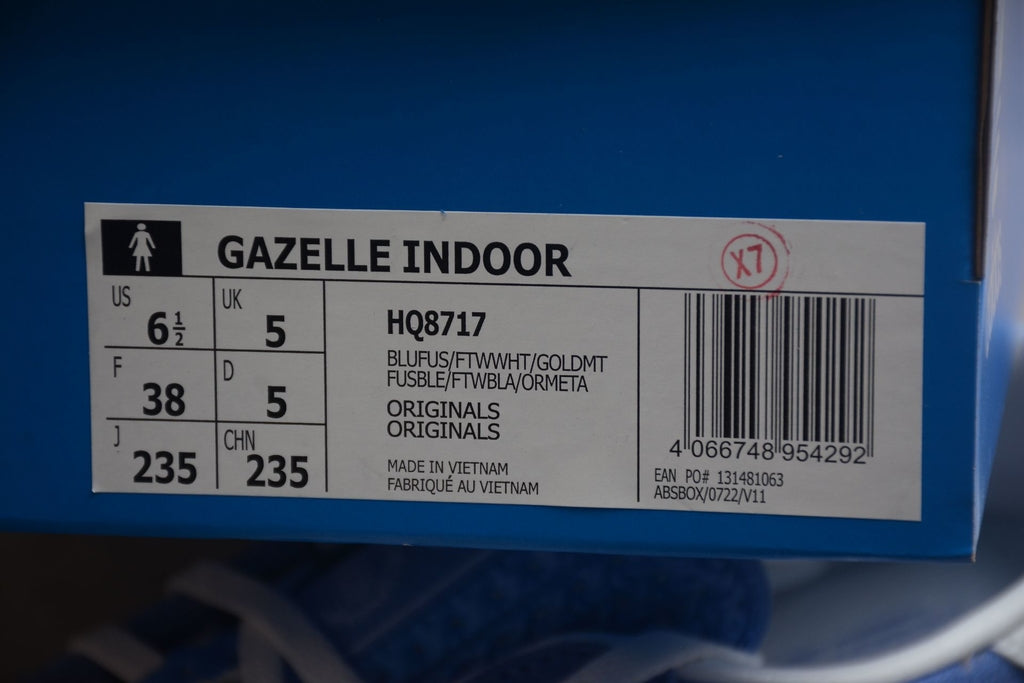 GAZELLE INDOOR
X7
US 6½
UK 5
F 38
D 5
J 235
CHN 235
HQ8717
BLUFUS/FTWWHT/GOLDMT
FUSBLE/FTWBLA/ORMETA
ORIGINALS
ORIGINALS
MADE IN VIETNAM
FABRIQUÉ AU VIETNAM
4 066748 954292
EAN PO# 131481063
ABSBOX/0722/V11